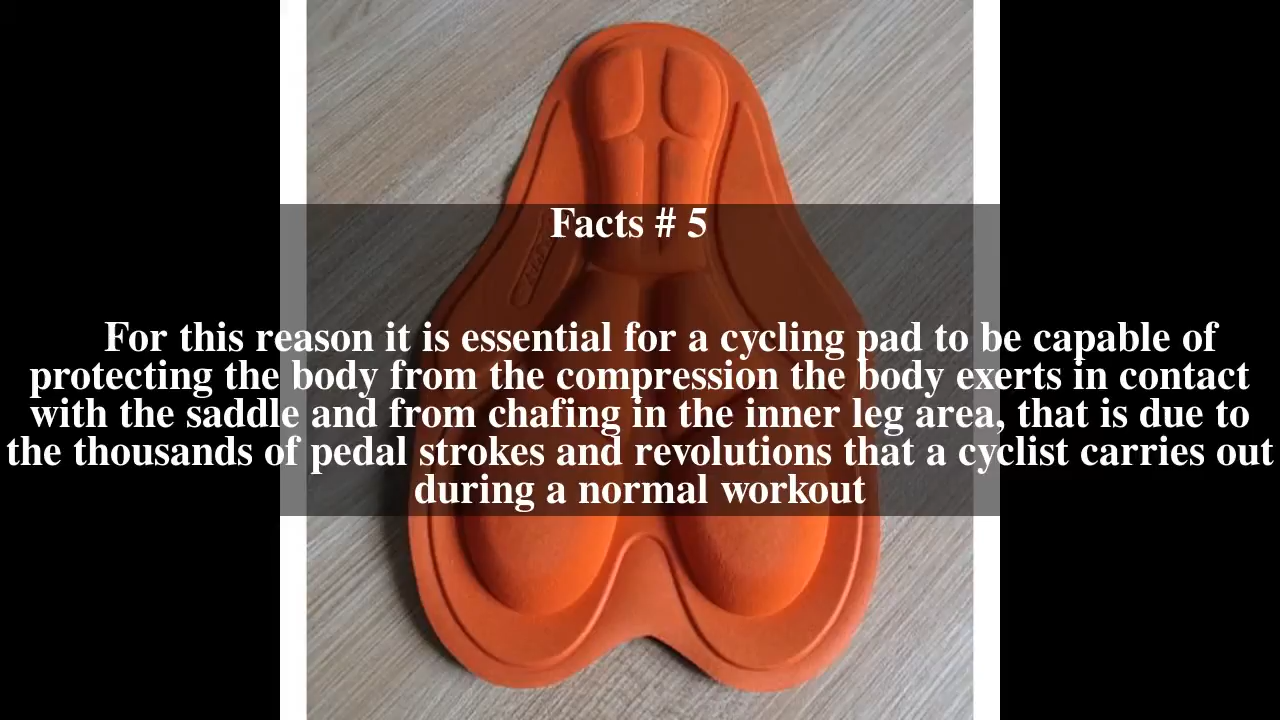 Facts # 5
For this reason it is essential for a cycling pad to be capable of
protecting the body from the compression the body exerts in contact
with the saddle and from chafing in the inner leg area, that is due to
the thousands of pedal strokes and revolutions that a cyclist carries out
during a normal workout